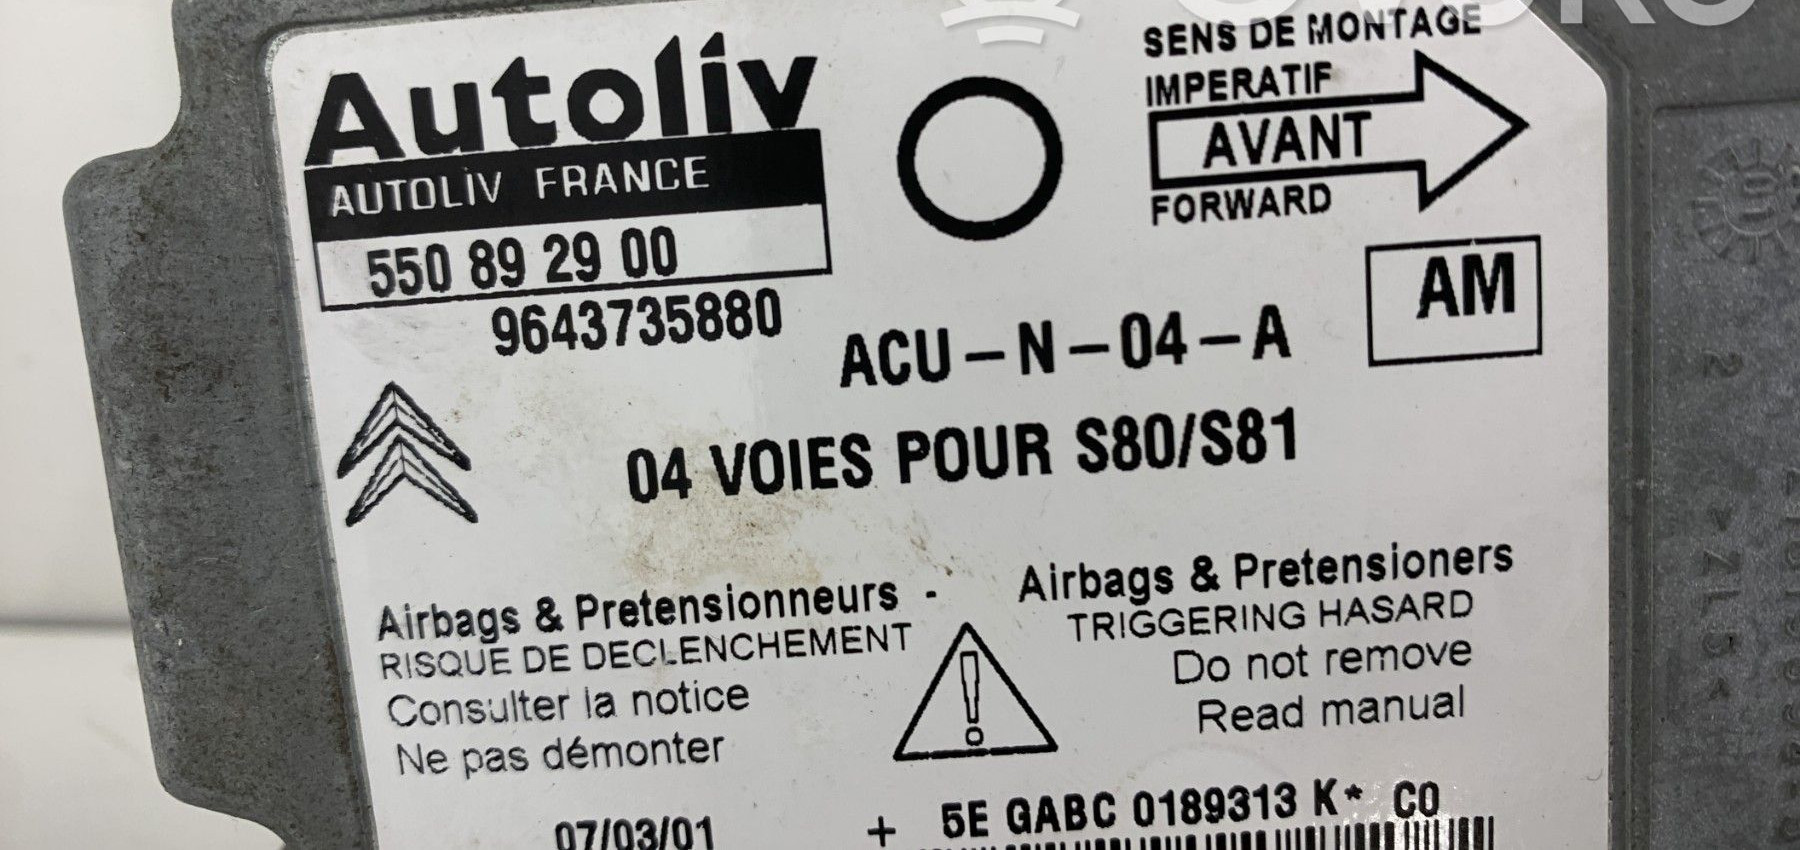 Autoliv
AUTOLIV FRANCE
550 89 29 00
9643735880
SENS DE MONTAGE
IMPERATIF
AVANT
FORWARD
AM
ACU-N-04-A
04 VOIES POUR S80/S81
Airbags & Pretensionneurs -
RISQUE DE DECLENCHEMENT
Consulter la notice
Ne pas démonter
Airbags & Pretensioners
TRIGGERING HASARD
Do not remove
Read manual
07/03/01
+ 5E GABC 0189313 K* C0
01
2